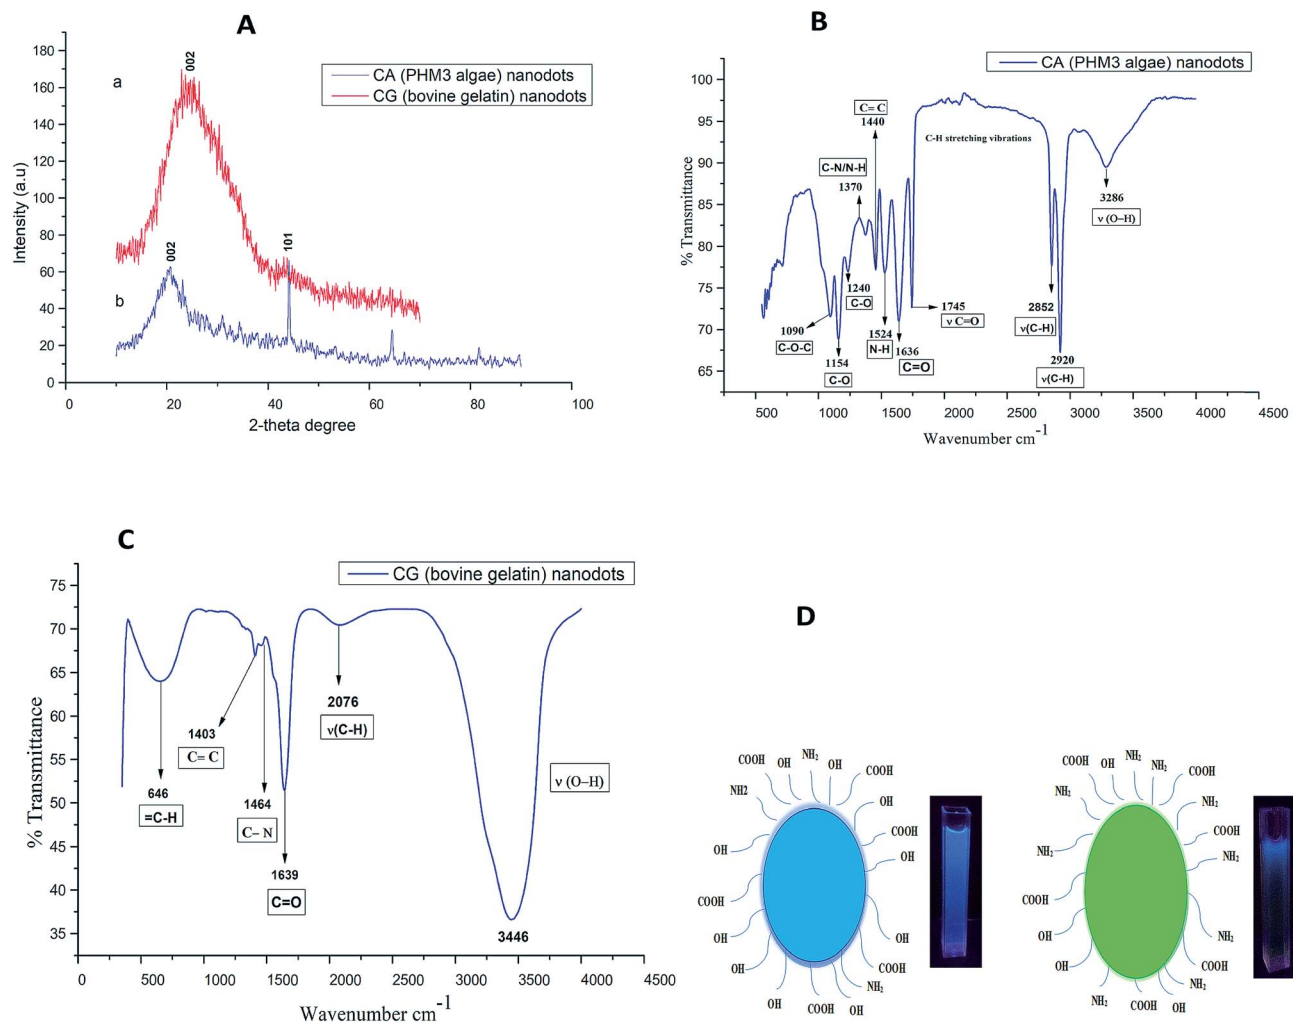 A
180
160
140
120
100
80
60
40
20
0
Intensity (a.u)
a
b
002
002
101
CA (PHM3 algae) nanodots
CG (bovine gelatin) nanodots
0 20 40 60 80 100
2-theta degree
B
100
95
90
85
80
75
70
65
% Transmittance
CA (PHM3 algae) nanodots
C=C
1440
C-H stretching vibrations
C-N/N-H
1370
3286
ν (O–H)
1240
C-O
1745
ν C=O
2852
ν(C-H)
1090
C-O-C
1524
N-H
1636
C=O
1154
C-O
2920
ν(C-H)
500 1000 1500 2000 2500 3000 3500 4000 4500
Wavenumber cm-1
C
75
70
65
60
55
50
45
40
35
% Transmittance
CG (bovine gelatin) nanodots
2076
ν(C-H)
1403
C=C
ν (O–H)
646
=C-H
1464
C–N
1639
C=O
3446
0 500 1000 1500 2000 2500 3000 3500 4000 4500
Wavenumber cm-1
D
COOH OH NH2 OH COOH
NH2 OH
COOH
OH OH
COOH
OH OH
OH COOH
NH2
OH COOH OH
COOH OH NH2 NH2 COOH
NH2 NH2
COOH
NH2 NH2
COOH
OH NH2
OH COOH
NH2
NH2 COOH OH